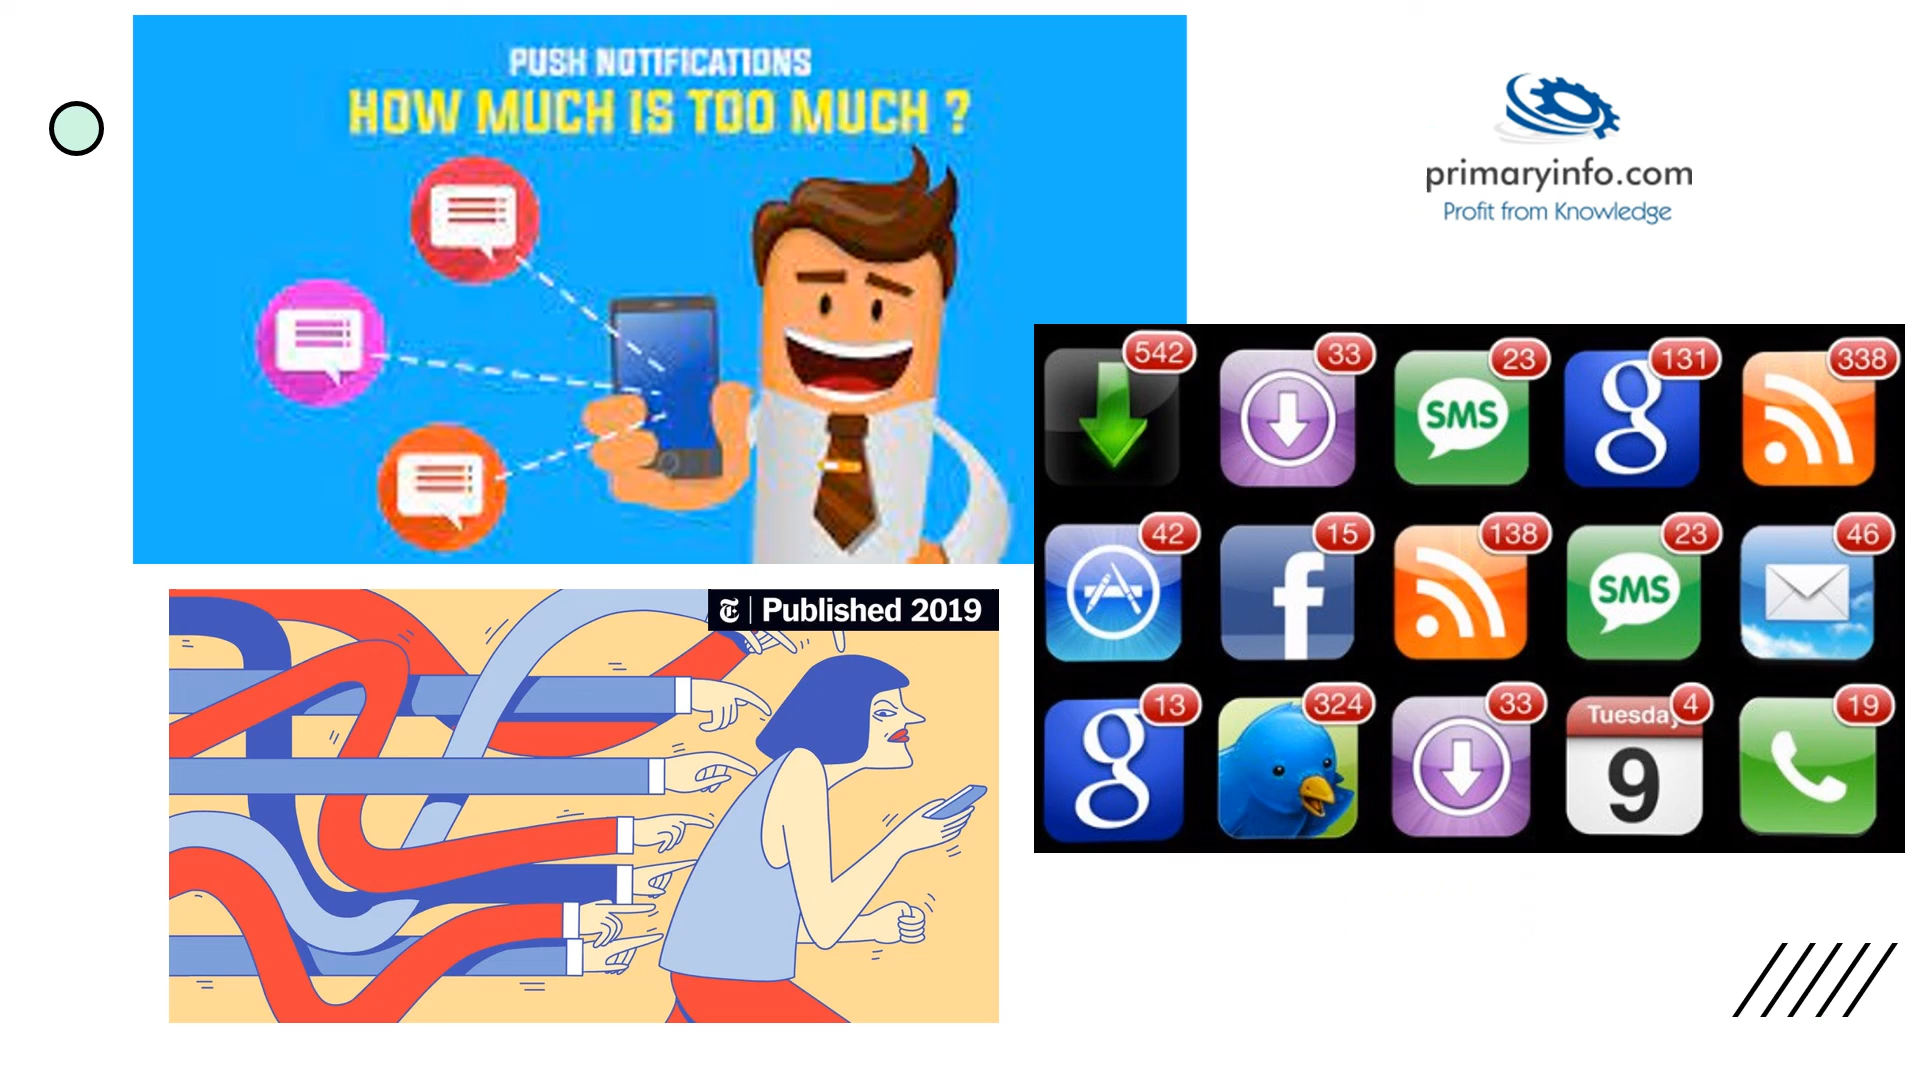 PUSH NOTIFICATIONS
HOW MUCH IS TOO MUCH ?
primaryinfo.com
Profit from Knowledge
542
33
23
131
338
SMS
g
42
15
138
23
46
f
SMS
13
324
33
4
19
g
Tuesday
9
T | Published 2019